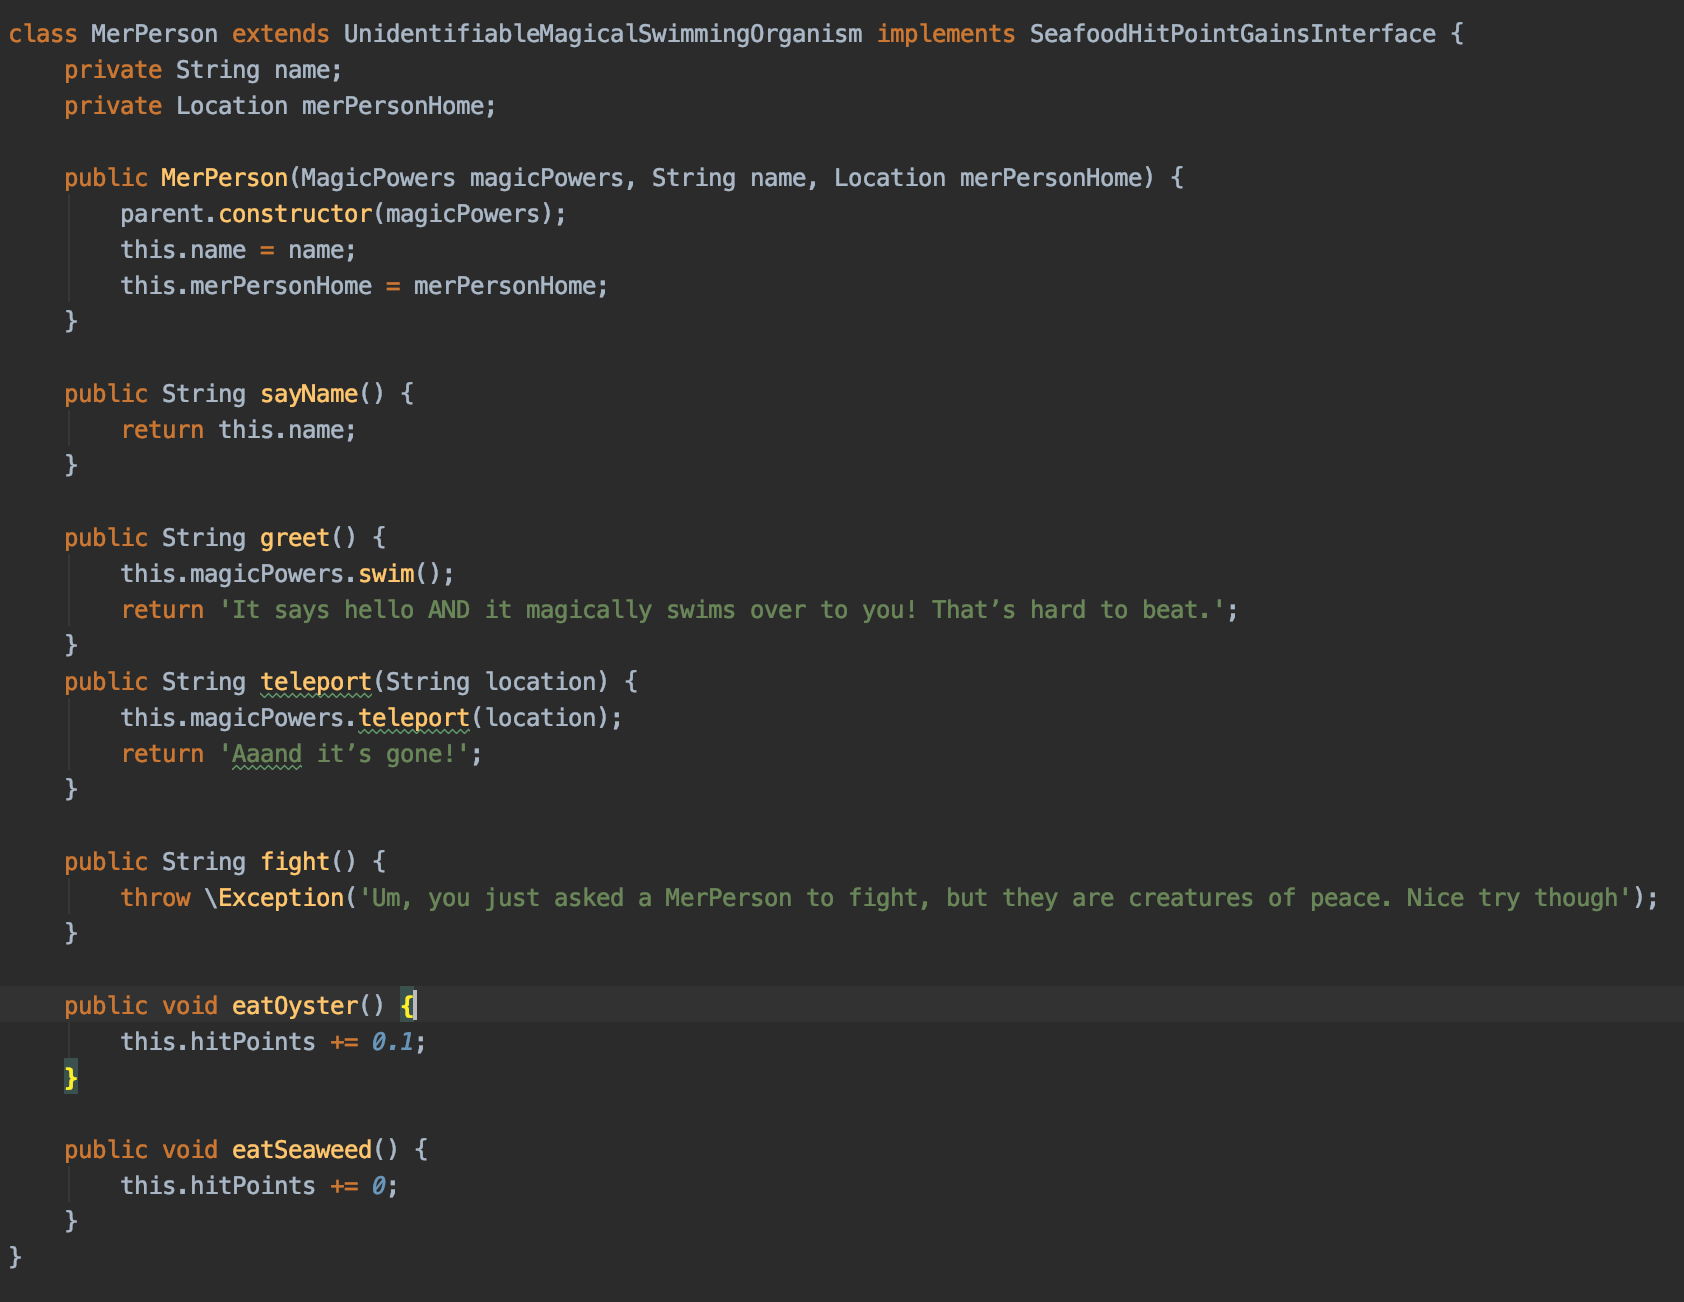 class MerPerson extends UnidentifiableMagicalSwimmingOrganism implements SeafoodHitPointGainsInterface {
private String name;
private Location merPersonHome;
public MerPerson(MagicPowers magicPowers, String name, Location merPersonHome) {
parent.constructor(magicPowers);
this.name = name;
this.merPersonHome = merPersonHome;
}
public String sayName() {
return this.name;
}
public String greet() {
this.magicPowers.swim();
return 'It says hello AND it magically swims over to you! That’s hard to beat.';
}
public String teleport(String location) {
this.magicPowers.teleport(location);
return 'Aaand it’s gone!';
}
public String fight() {
throw \Exception('Um, you just asked a MerPerson to fight, but they are creatures of peace. Nice try though');
}
public void eatOyster() {
this.hitPoints += 0.1;
}
public void eatSeaweed() {
this.hitPoints += 0;
}
}